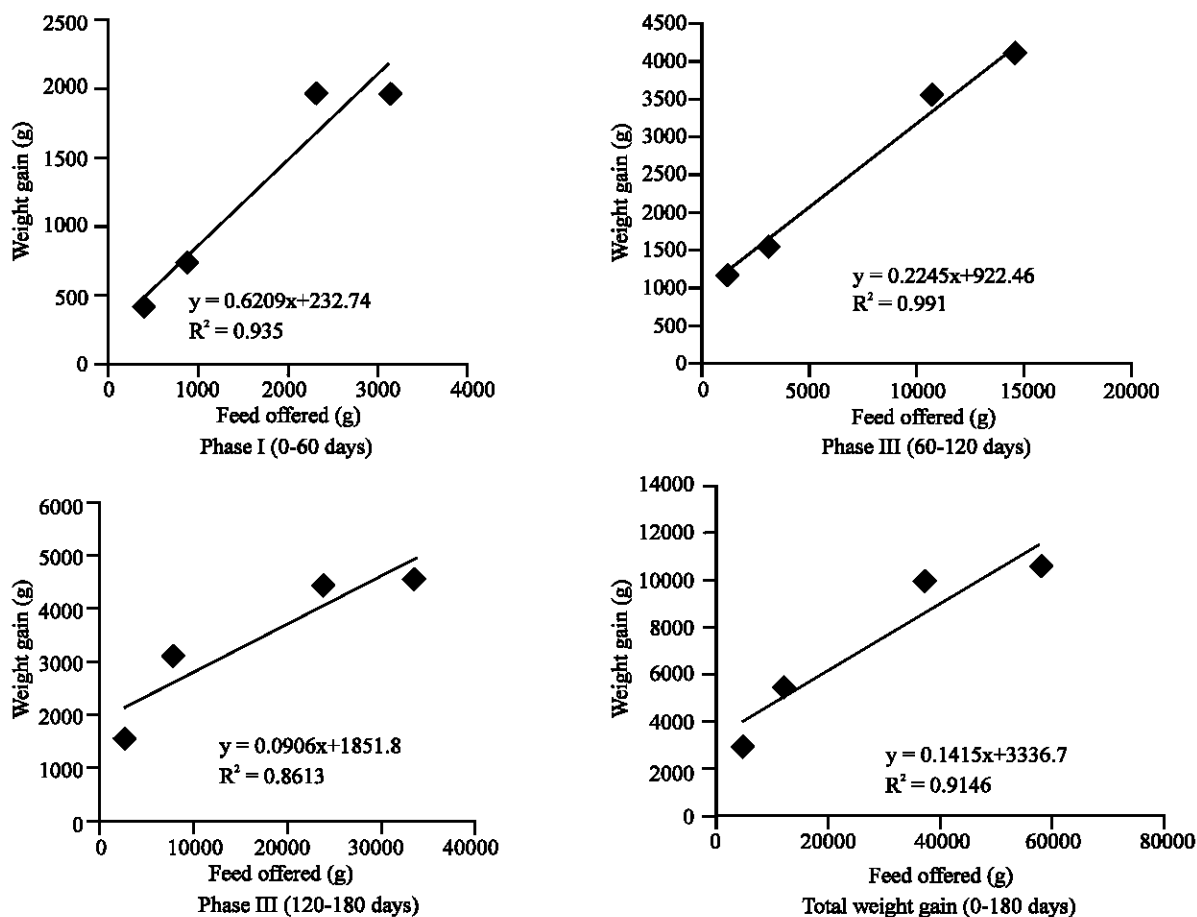 2500
2000
1500
1000
500
0
Weight gain (g)
y = 0.6209x+232.74
R² = 0.935
0 1000 2000 3000 4000
Feed offered (g)
Phase I (0-60 days)
4500
4000
3500
3000
2500
2000
1500
1000
500
0
Weight gain (g)
y = 0.2245x+922.46
R² = 0.991
0 5000 10000 15000 20000
Feed offered (g)
Phase III (60-120 days)
6000
5000
4000
3000
2000
1000
0
Weight gain (g)
y = 0.0906x+1851.8
R² = 0.8613
0 10000 20000 30000 40000
Feed offered (g)
Phase III (120-180 days)
14000
12000
10000
8000
6000
4000
2000
0
Weight gain (g)
y = 0.1415x+3336.7
R² = 0.9146
0 20000 40000 60000 80000
Feed offered (g)
Total weight gain (0-180 days)